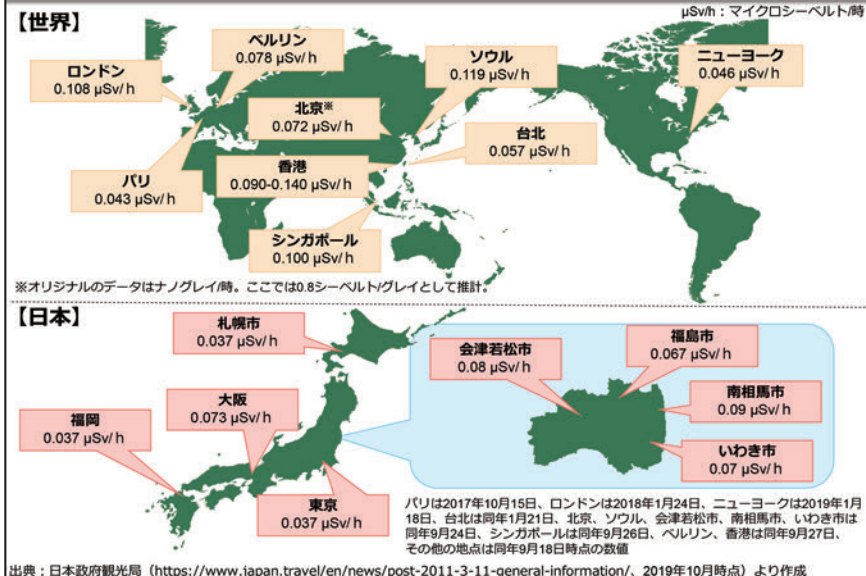 μSv/h：マイクロシーベルト/時
【世界】
ベルリン
0.078 μSv/ h
ロンドン
0.108 μSv/ h
ソウル
0.119 μSv/ h
ニューヨーク
0.046 μSv/ h
北京※
0.072 μSv/ h
台北
0.057 μSv/ h
香港
0.090-0.140 μSv/ h
パリ
0.043 μSv/ h
シンガポール
0.100 μSv/ h
※オリジナルのデータはナノグレイ/時。ここでは0.8シーベルト/グレイとして推計。
【日本】
札幌市
0.037 μSv/ h
会津若松市
0.08 μSv/ h
福島市
0.067 μSv/ h
大阪
0.073 μSv/ h
南相馬市
0.09 μSv/ h
福岡
0.037 μSv/ h
いわき市
0.07 μSv/ h
東京
0.037 μSv/ h
パリは2017年10月15日、ロンドンは2018年1月24日、ニューヨークは2019年1月
18日、台北は同年1月21日、北京、ソウル、会津若松市、南相馬市、いわき市は
同年9月24日、シンガポールは同年9月26日、ベルリン、香港は同年9月27日、
その他の地点は同年9月18日時点の数値
出典：日本政府観光局（https://www.japan.travel/en/news/post-2011-3-11-general-information/、2019年10月時点）より作成